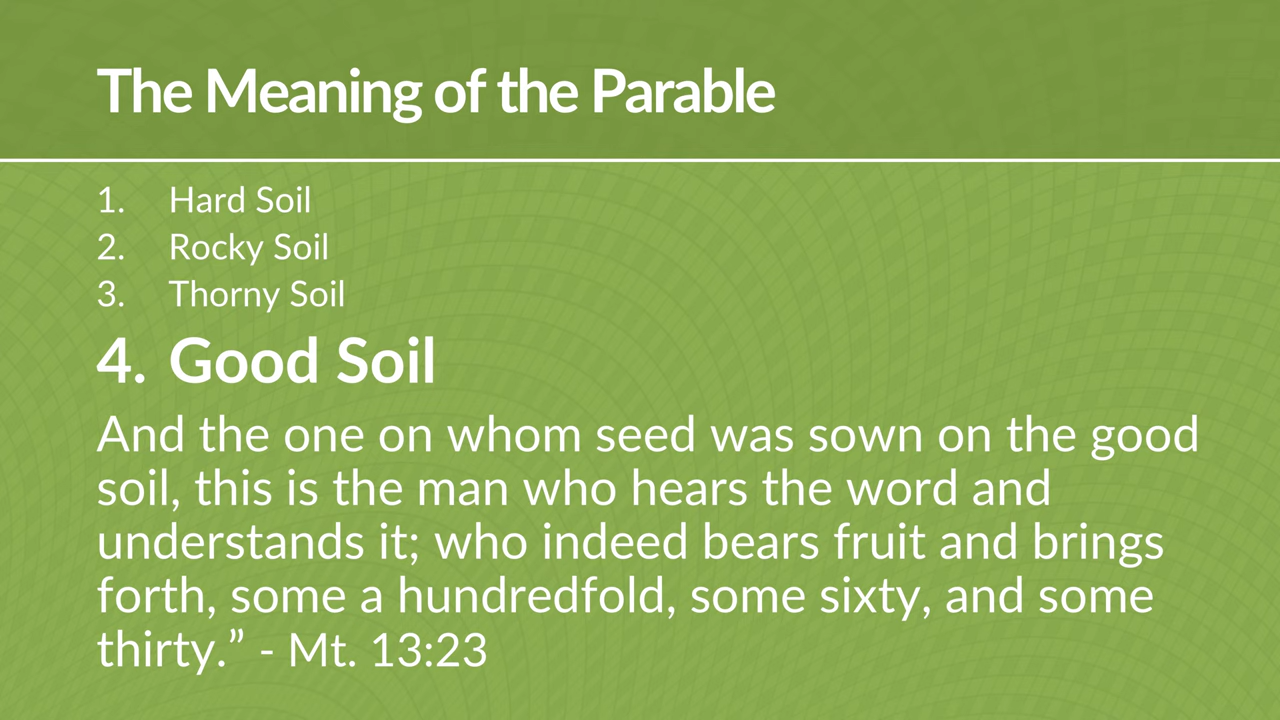 The Meaning of the Parable
1. Hard Soil
2. Rocky Soil
3. Thorny Soil
4. Good Soil
And the one on whom seed was sown on the good
soil, this is the man who hears the word and
understands it; who indeed bears fruit and brings
forth, some a hundredfold, some sixty, and some
thirty.” - Mt. 13:23